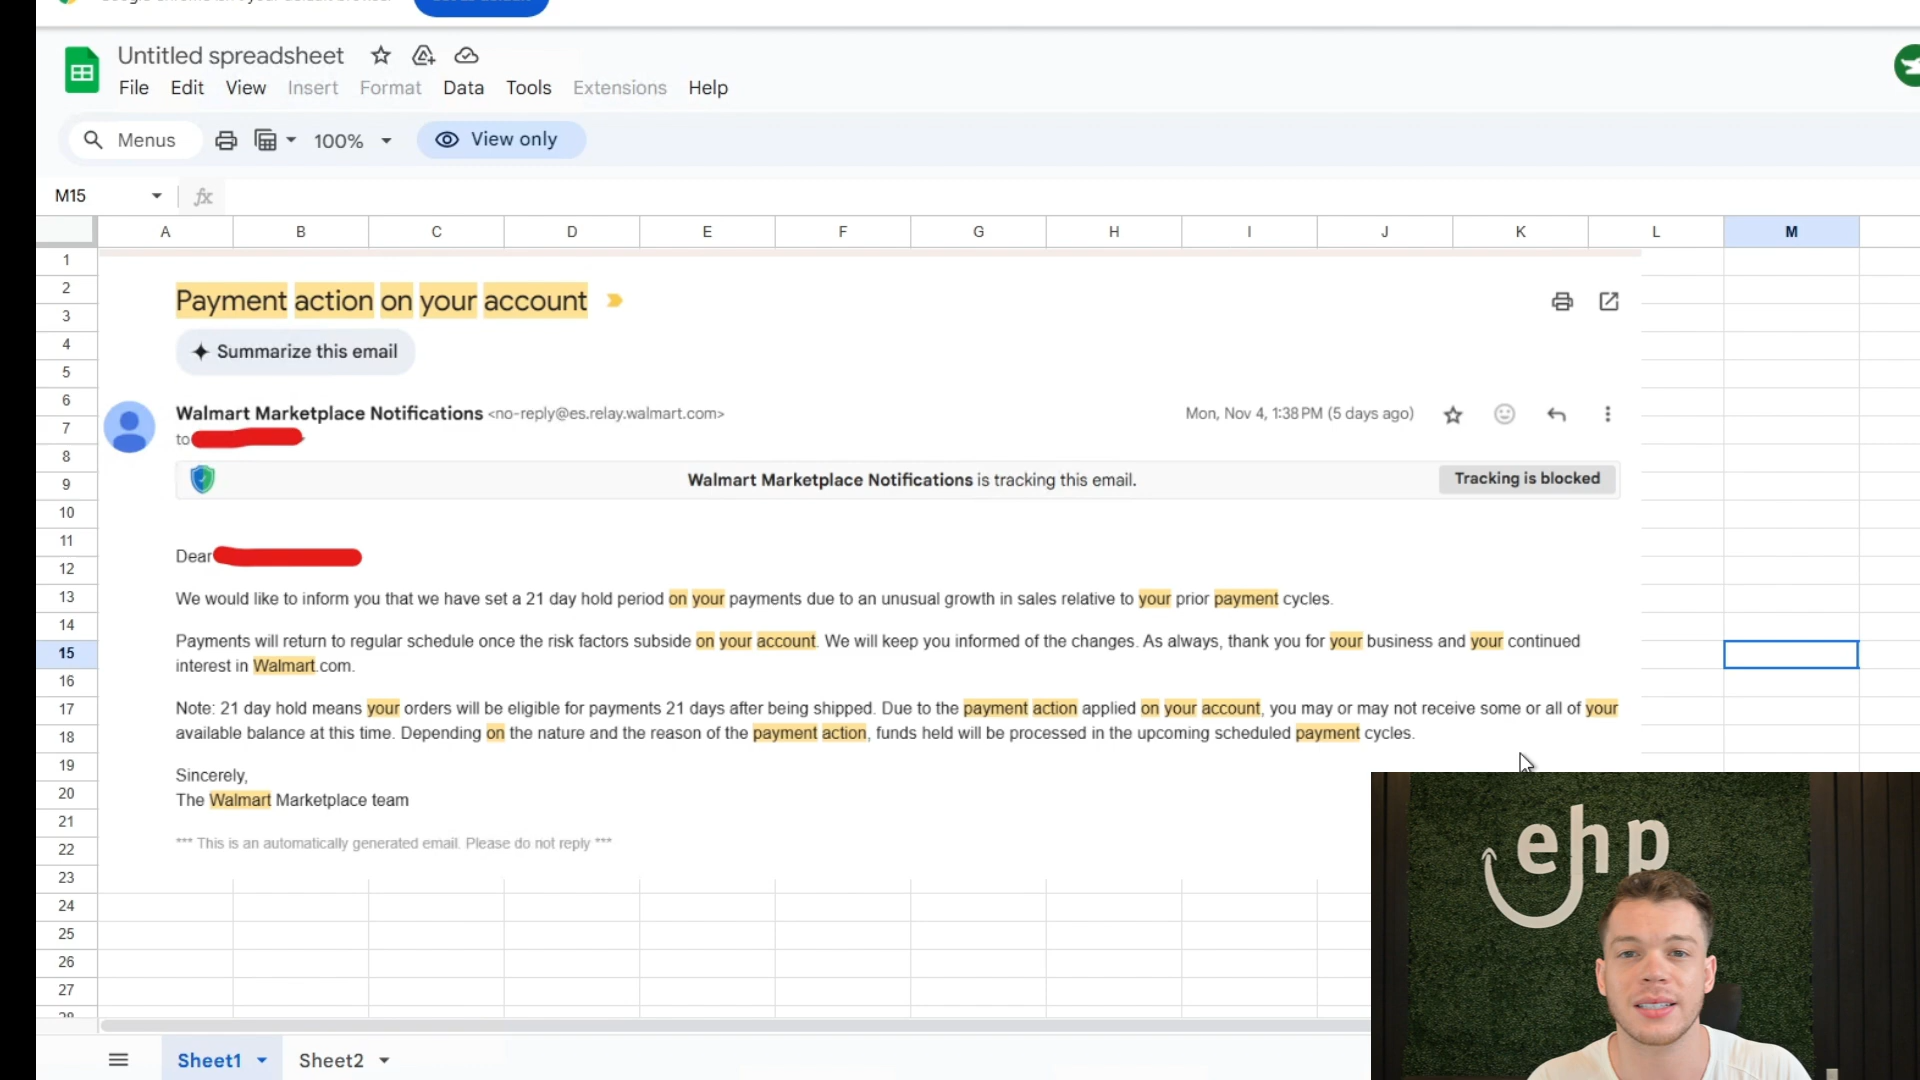 Untitled spreadsheet
File Edit View Insert Format Data Tools Extensions Help
Menus 100% View only
M15 fx
A B C D E F G H I J K L M
1
2
3
4
5
6
7
8
9
10
11
12
13
14
15
16
17
18
19
20
21
22
23
24
25
26
27
28
Payment action on your account
Summarize this email
Walmart Marketplace Notifications <no-reply@es.relay.walmart.com> Mon, Nov 4, 1:38 PM (5 days ago)
to
Walmart Marketplace Notifications is tracking this email. Tracking is blocked
Dear
We would like to inform you that we have set a 21 day hold period on your payments due to an unusual growth in sales relative to your prior payment cycles.
Payments will return to regular schedule once the risk factors subside on your account. We will keep you informed of the changes. As always, thank you for your business and your continued
interest in Walmart.com.
Note: 21 day hold means your orders will be eligible for payments 21 days after being shipped. Due to the payment action applied on your account, you may or may not receive some or all of your
available balance at this time. Depending on the nature and the reason of the payment action, funds held will be processed in the upcoming scheduled payment cycles.
Sincerely,
The Walmart Marketplace team
*** This is an automatically generated email. Please do not reply ***
ehp
Sheet1 Sheet2